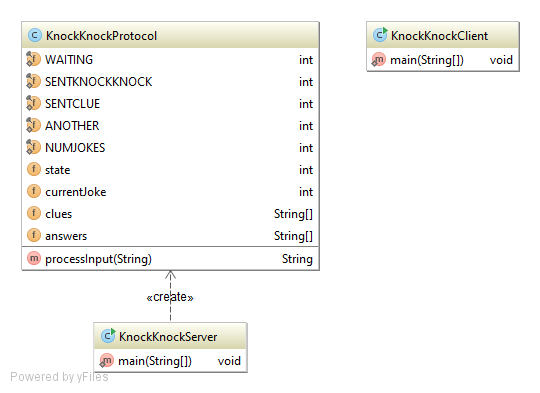 KnockKnockProtocol
WAITING int
SENTKNOCKKNOCK int
SENTCLUE int
ANOTHER int
NUMJOKES int
state int
currentJoke int
clues String[]
answers String[]
processInput(String) String
KnockKnockClient
main(String[]) void
«create»
KnockKnockServer
main(String[]) void
Powered by yFiles